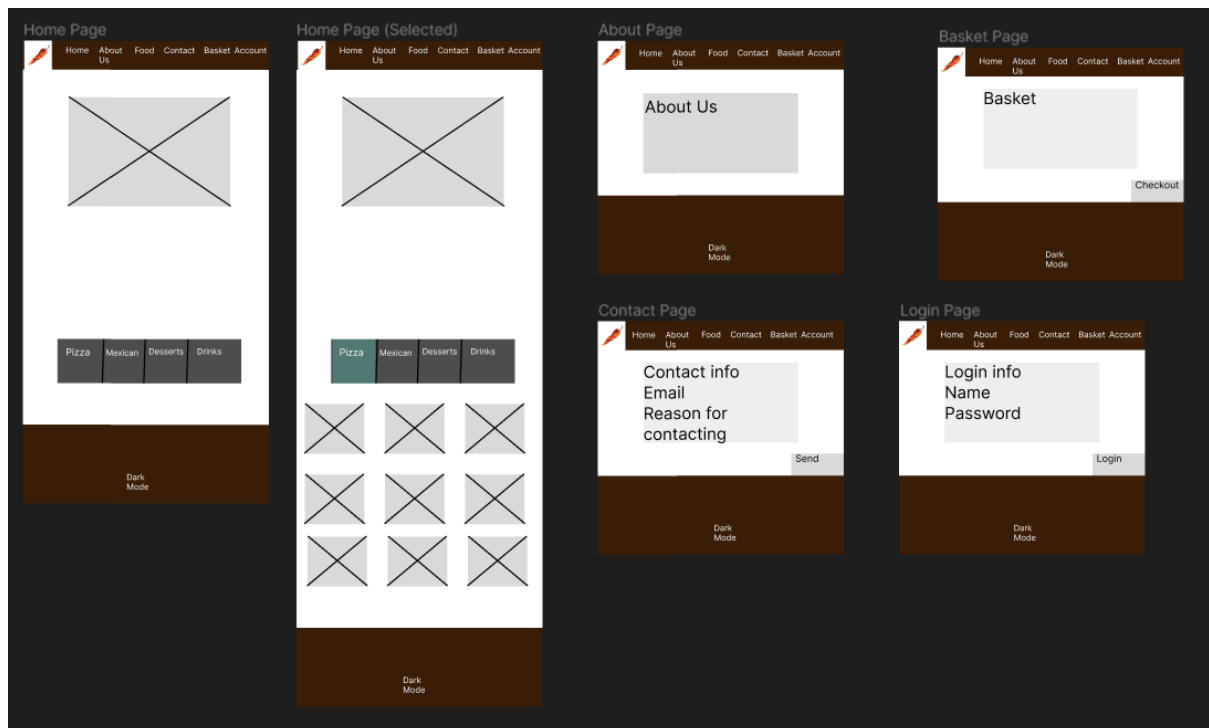 Home Page
Home About Us Food Contact Basket Account
Pizza Mexican Desserts Drinks
Dark
Mode
Home Page (Selected)
Home About Us Food Contact Basket Account
Pizza Mexican Desserts Drinks
Dark
Mode
About Page
Home About Us Food Contact Basket Account
About Us
Dark
Mode
Basket Page
Home About Us Food Contact Basket Account
Basket
Checkout
Dark
Mode
Contact Page
Home About Us Food Contact Basket Account
Contact info
Email
Reason for
contacting
Send
Dark
Mode
Login Page
Home About Us Food Contact Basket Account
Login info
Name
Password
Login
Dark
Mode